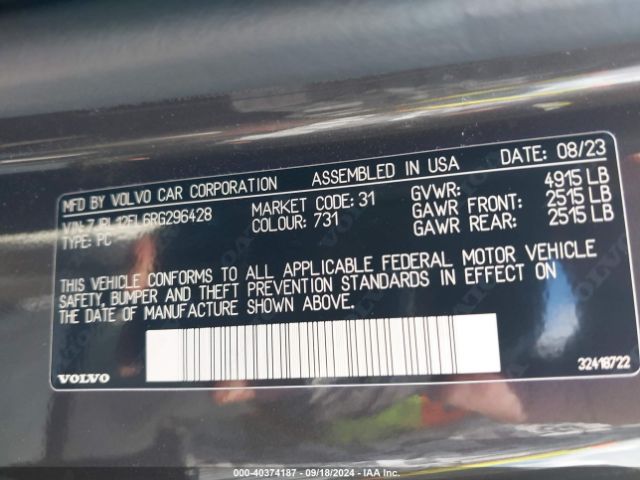 MFD BY VOLVO CAR CORPORATION ASSEMBLED IN USA DATE: 08/23
VIN: GVWR: 4915 LB
MARKET CODE: 31 GAWR FRONT: 2515 LB
TYPE: PC COLOUR: 731 GAWR REAR: 2515 LB
THIS VEHICLE CONFORMS TO ALL APPLICABLE FEDERAL MOTOR VEHICLE
SAFETY, BUMPER AND THEFT PREVENTION STANDARDS IN EFFECT ON
THE DATE OF MANUFACTURE SHOWN ABOVE.
VOLVO 32418722
000-40374187 - 09/18/2024 - IAA Inc.